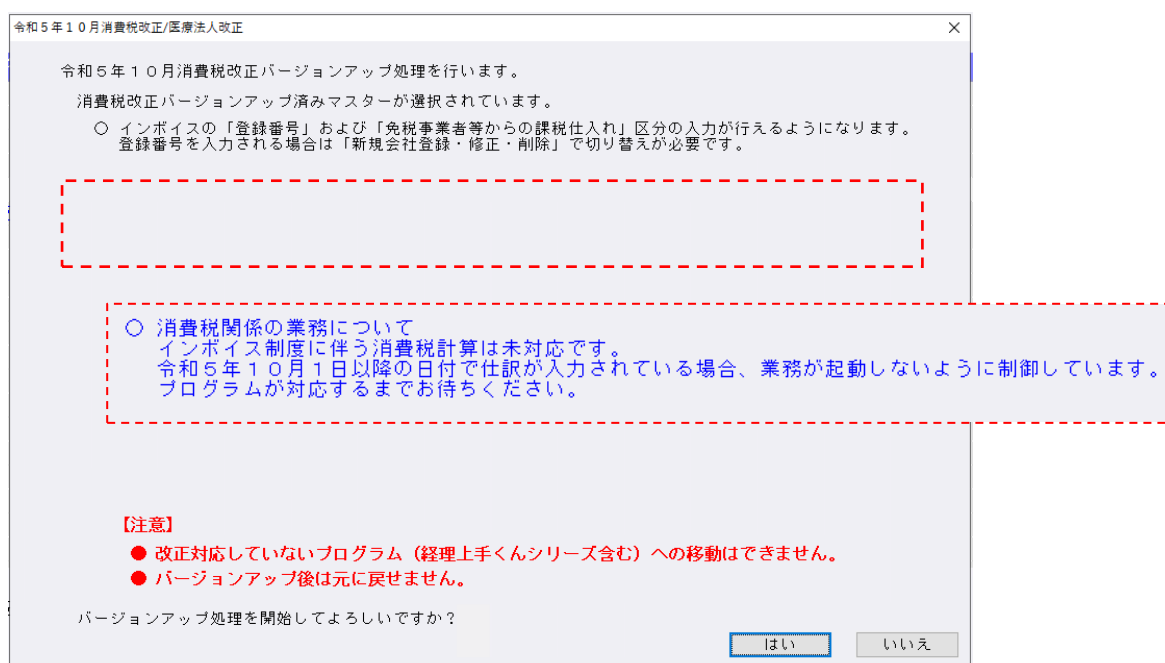 令和５年１０月消費税改正/医療法人改正
令和５年１０月消費税改正バージョンアップ処理を行います。
消費税改正バージョンアップ済みマスターが選択されています。
○ インボイスの「登録番号」および「免税事業者等からの課税仕入れ」区分の入力が行えるようになります。
登録番号を入力される場合は「新規会社登録・修正・削除」で切り替えが必要です。
○ 消費税関係の業務について
インボイス制度に伴う消費税計算は未対応です。
令和５年１０月１日以降の日付で仕訳が入力されている場合、業務が起動しないように制御しています。
プログラムが対応するまでお待ちください。
【注意】
● 改正対応していないプログラム（経理上手くんシリーズ含む）への移動はできません。
● バージョンアップ後は元に戻せません。
バージョンアップ処理を開始してよろしいですか？
はい
いいえ